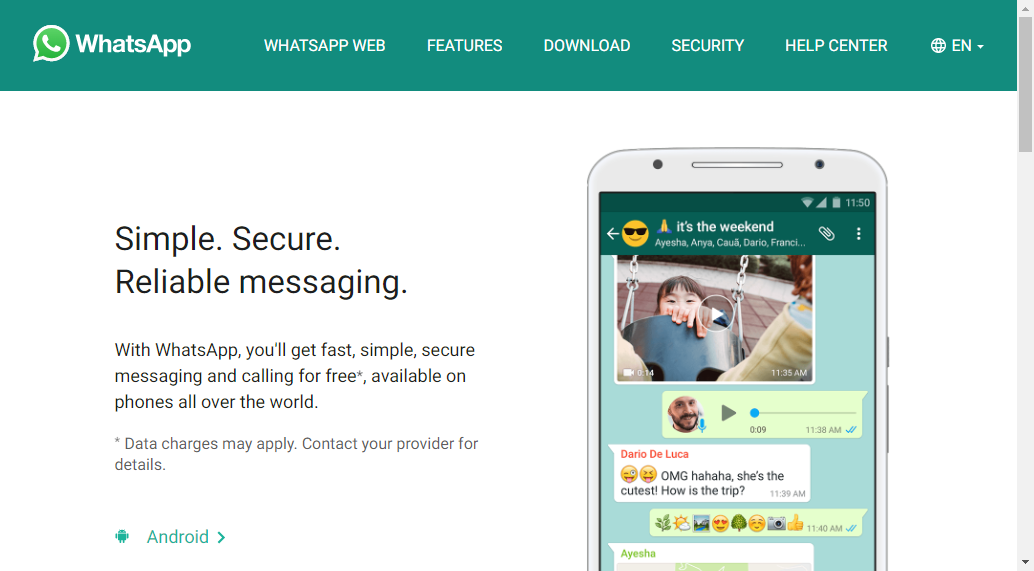 WhatsApp
WHATSAPP WEB
FEATURES
DOWNLOAD
SECURITY
HELP CENTER
EN
Simple. Secure.
Reliable messaging.
With WhatsApp, you'll get fast, simple, secure
messaging and calling for free*, available on
phones all over the world.
* Data charges may apply. Contact your provider for
details.
Android
11:50
🙏 it's the weekend
Ayesha, Anya, Cauã, Dario, Franci...
0:14
11:35 AM
0:09
11:38 AM
Dario De Luca
😜😝 OMG hahaha, she's the
cutest! How is the trip?
11:39 AM
🌿🌤🏞😍🌳☺📷👍
11:40 AM
Ayesha